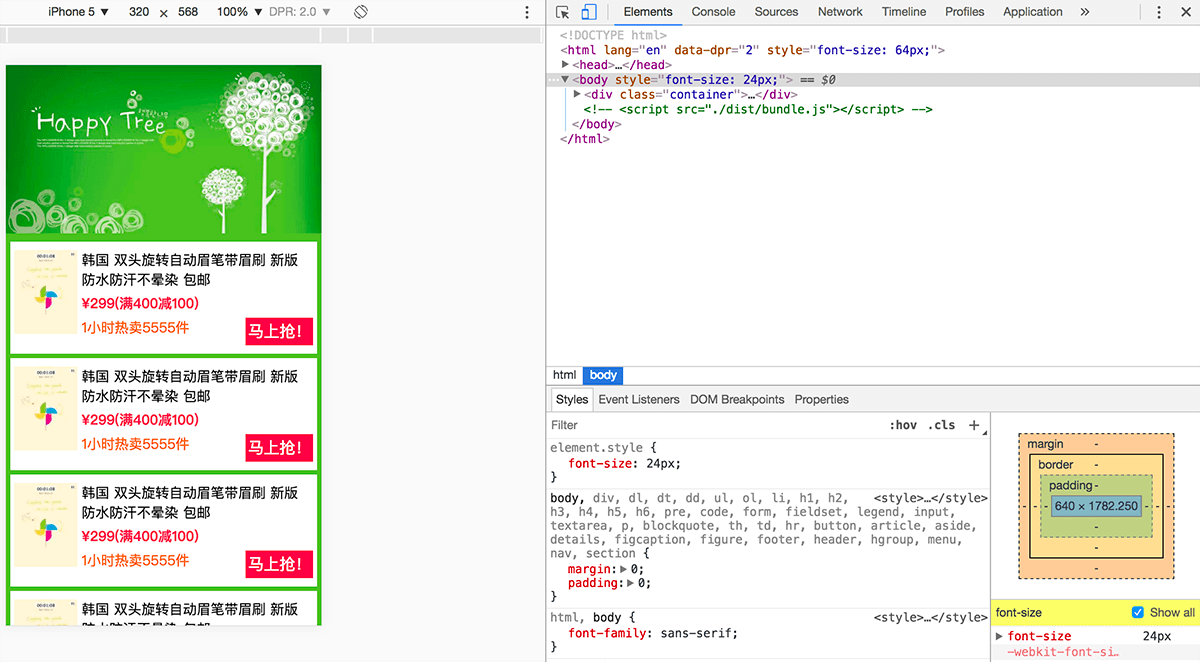 iPhone 5 ▼ 320 × 568 100% ▼ DPR: 2.0 ▼
Happy Tree
韩国 双头旋转自动眉笔带眉刷 新版
防水防汗不晕染 包邮
¥299(满400减100)
1小时热卖5555件
马上抢!
韩国 双头旋转自动眉笔带眉刷 新版
防水防汗不晕染 包邮
¥299(满400减100)
1小时热卖5555件
马上抢!
韩国 双头旋转自动眉笔带眉刷 新版
防水防汗不晕染 包邮
¥299(满400减100)
1小时热卖5555件
马上抢!
韩国 双头旋转自动眉笔带眉刷 新版
Elements Console Sources Network Timeline Profiles Application »
<!DOCTYPE html>
<html lang="en" data-dpr="2" style="font-size: 64px;">
▶<head>…</head>
…▼<body style="font-size: 24px;"> == $0
▶<div class="container">…</div>
<!-- <script src="./dist/bundle.js"></script> -->
</body>
</html>
html body
Styles Event Listeners DOM Breakpoints Properties
Filter :hov .cls +
element.style {
font-size: 24px;
}
body, div, dl, dt, dd, ul, ol, li, h1, h2, <style>…</style>
h3, h4, h5, h6, pre, code, form, fieldset, legend, input,
textarea, p, blockquote, th, td, hr, button, article, aside,
details, figcaption, figure, footer, header, hgroup, menu,
nav, section {
margin:▶0;
padding:▶0;
}
html, body { <style>…</style>
font-family: sans-serif;
}
margin -
border -
padding -
- - - 640 × 1782.250 - - -
-
-
-
font-size Show all
▶ font-size 24px
-webkit-font-si…